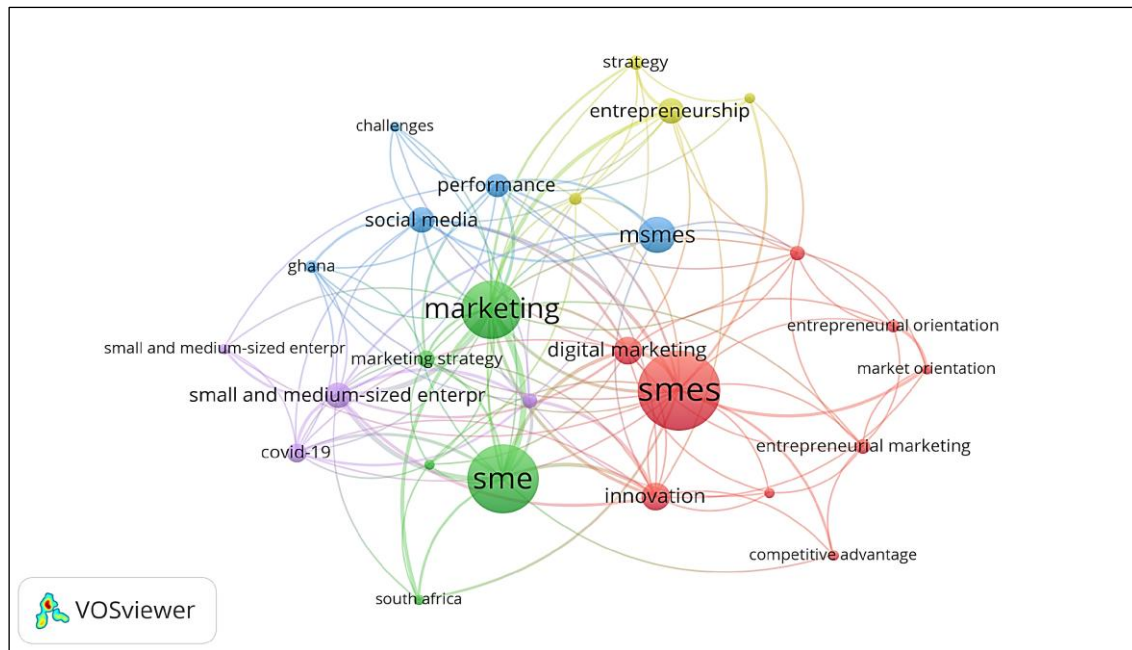 strategy
entrepreneurship
challenges
performance
social media
msmes
ghana
marketing
entrepreneurial orientation
small and medium-sized enterpr
marketing strategy
digital marketing
market orientation
smes
small and medium-sized enterpr
covid-19
entrepreneurial marketing
sme
innovation
competitive advantage
south africa
VOSviewer